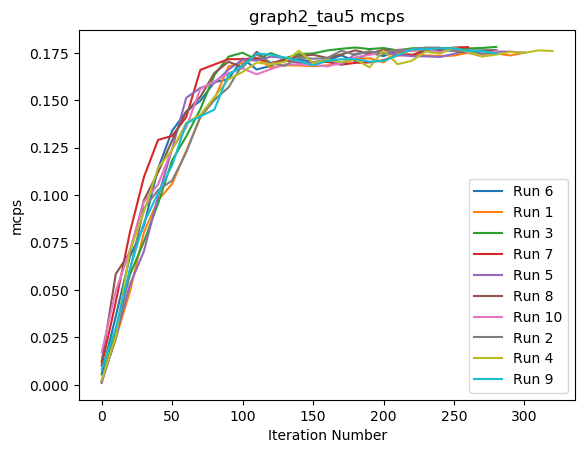 graph2_tau5 mcps
mcps
0.175
0.150
0.125
0.100
0.075
0.050
0.025
0.000
0 50 100 150 200 250 300
Iteration Number
Run 6
Run 1
Run 3
Run 7
Run 5
Run 8
Run 10
Run 2
Run 4
Run 9